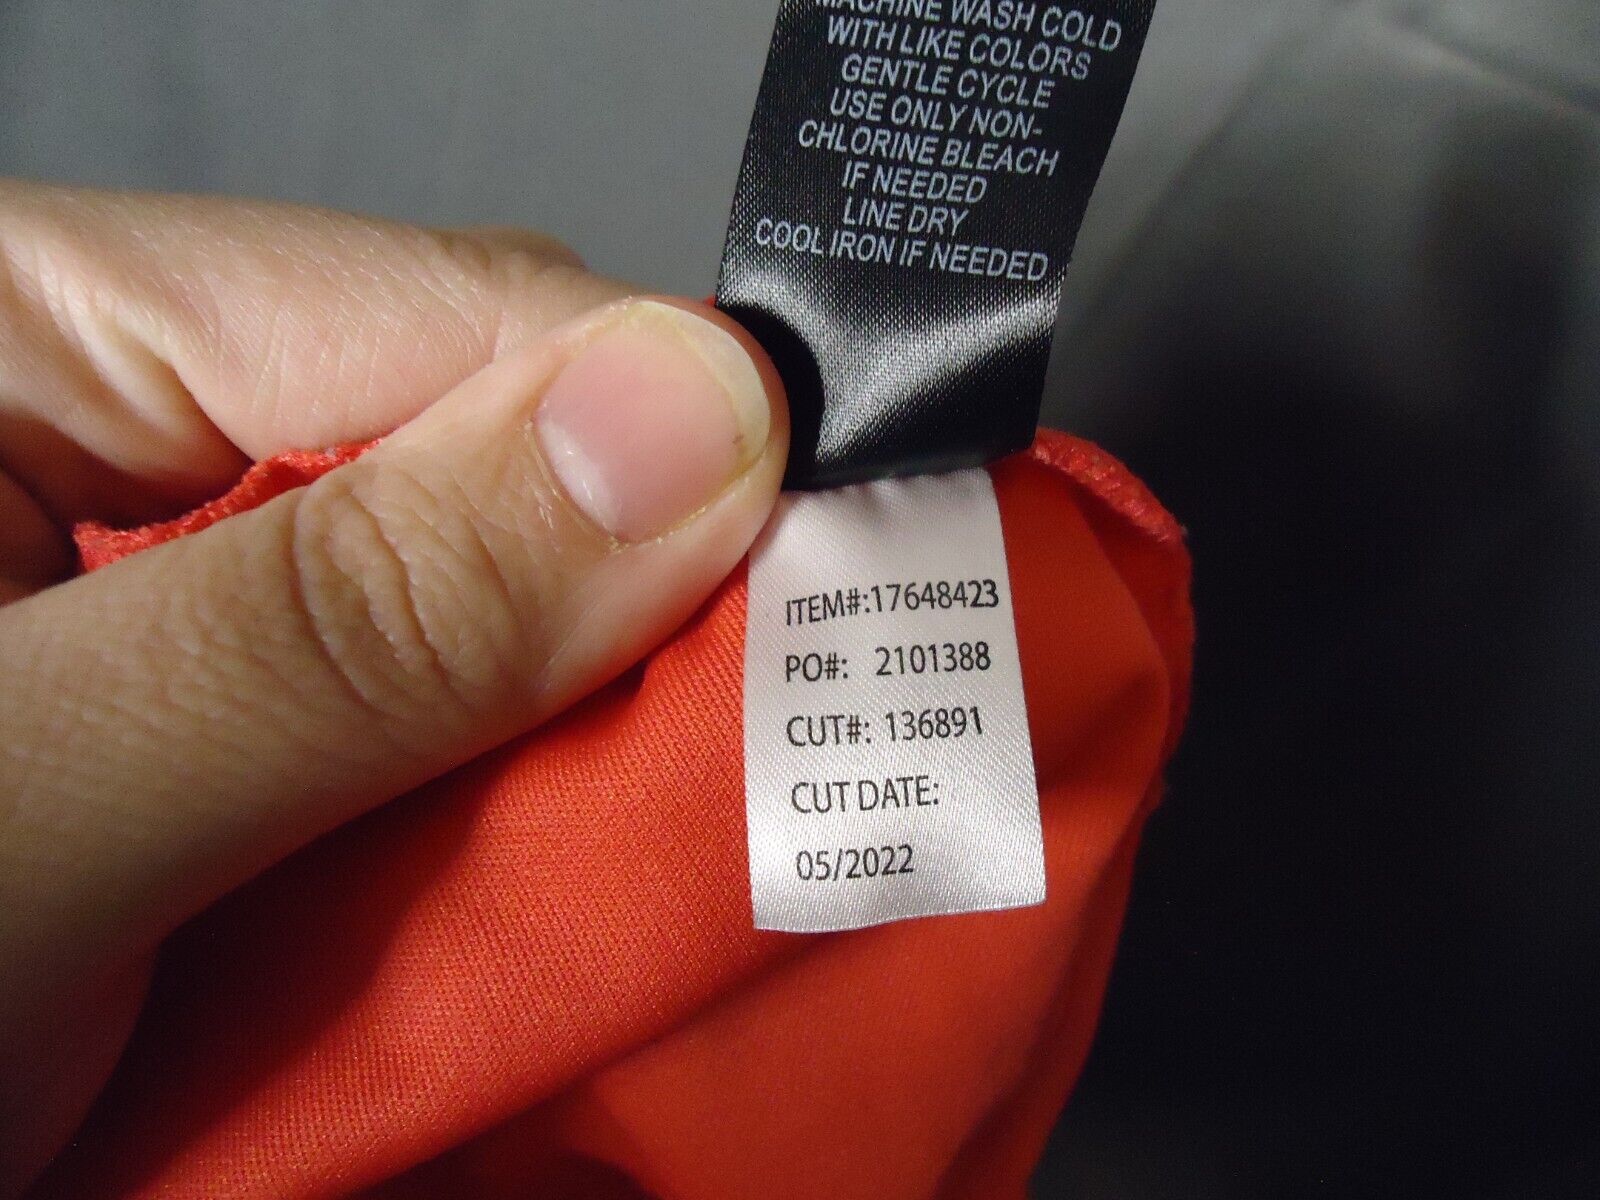 MACHINE WASH COLD
WITH LIKE COLORS
GENTLE CYCLE
USE ONLY NON-
CHLORINE BLEACH
IF NEEDED
LINE DRY
COOL IRON IF NEEDED
ITEM#:17648423
PO#: 2101388
CUT#: 136891
CUT DATE:
05/2022